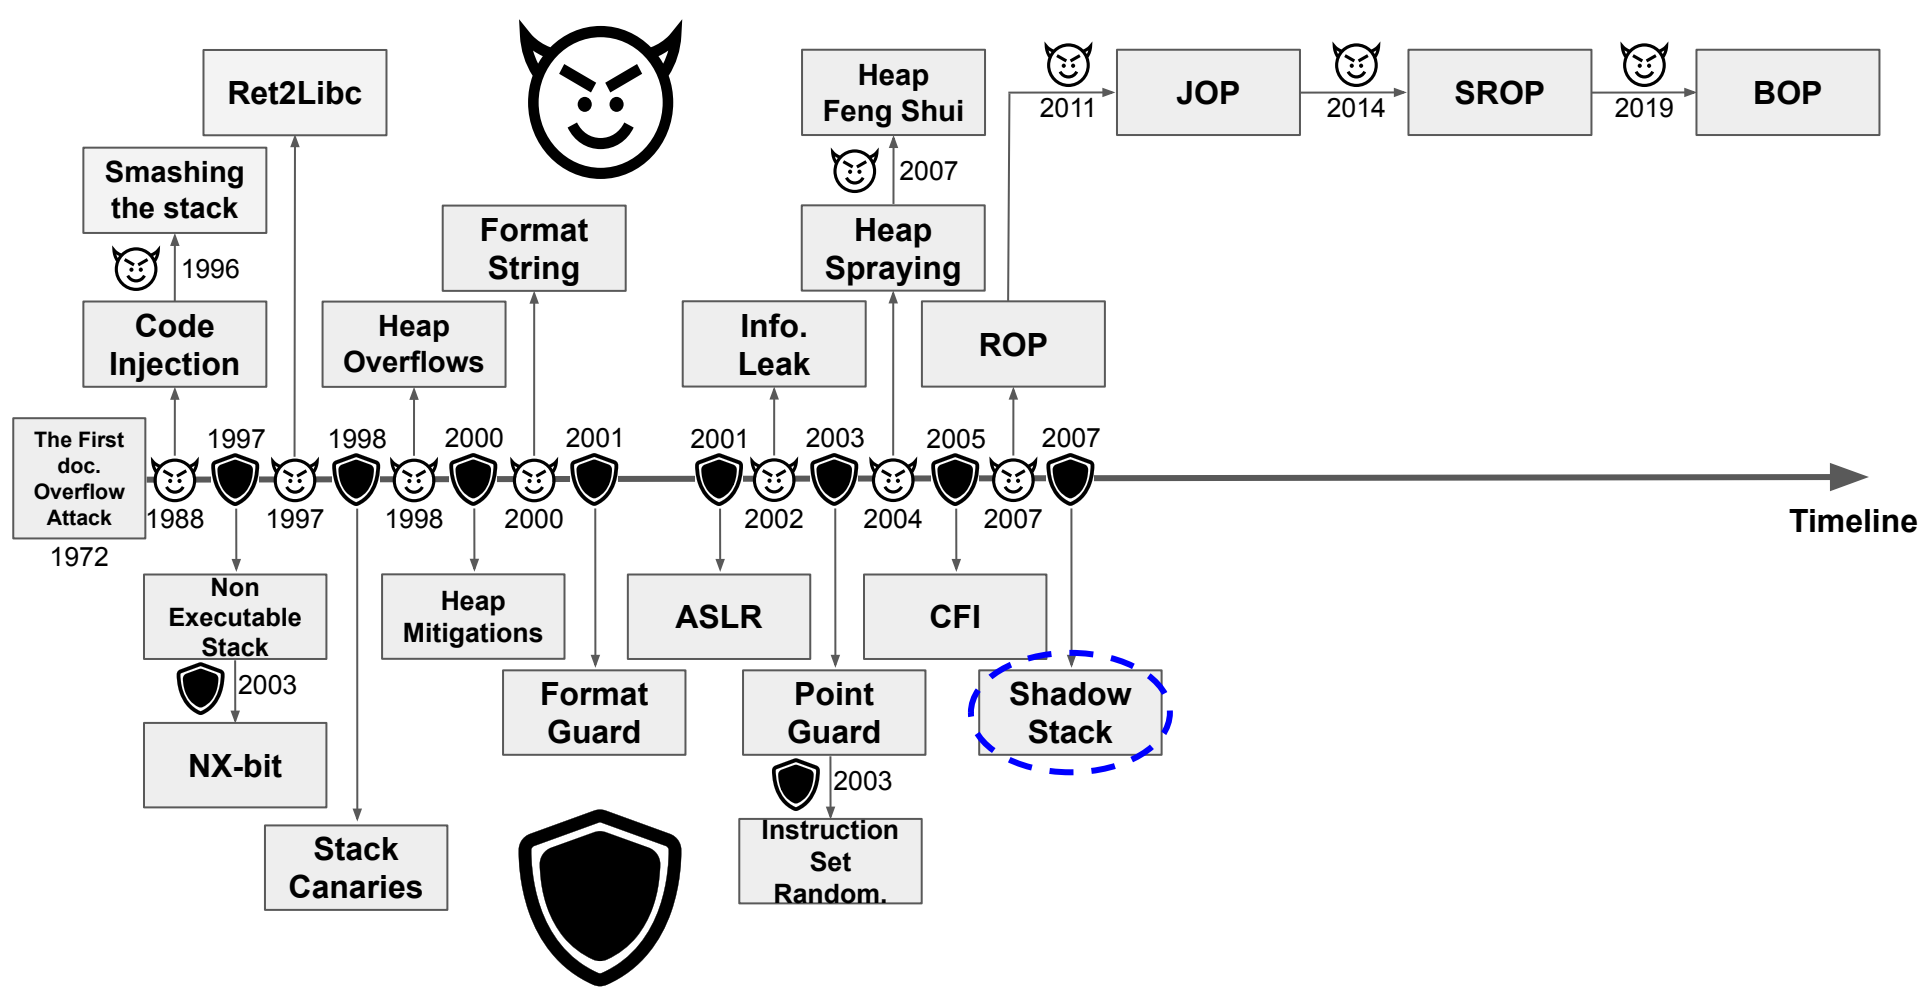 Ret2Libc
Smashing
the stack
1996
Code
Injection
Format
String
Heap
Overflows
Heap
Feng Shui
2007
Heap
Spraying
Info.
Leak
ROP
2011
JOP
2014
SROP
2019
BOP
The First
doc.
Overflow
Attack
1972
1997
1998
2000
2001
2001
2003
2005
2007
1988
1997
1998
2000
2002
2004
2007
Timeline
Non
Executable
Stack
2003
NX-bit
Stack
Canaries
Heap
Mitigations
Format
Guard
ASLR
Point
Guard
2003
Instruction
Set
Random.
CFI
Shadow
Stack